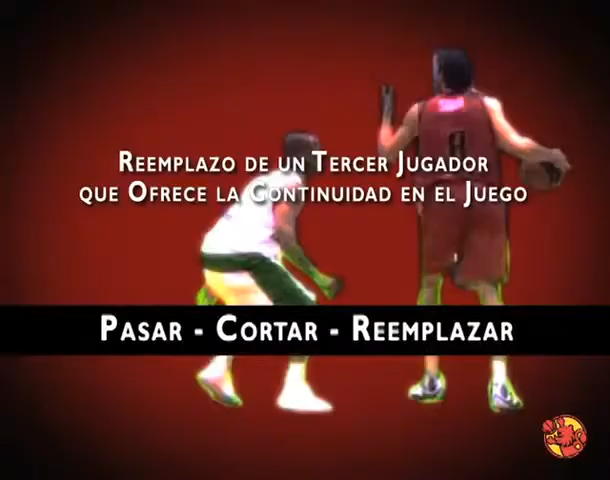 Reemplazo de un Tercer Jugador
que Ofrece la Continuidad en el Juego
Pasar - Cortar - Reemplazar